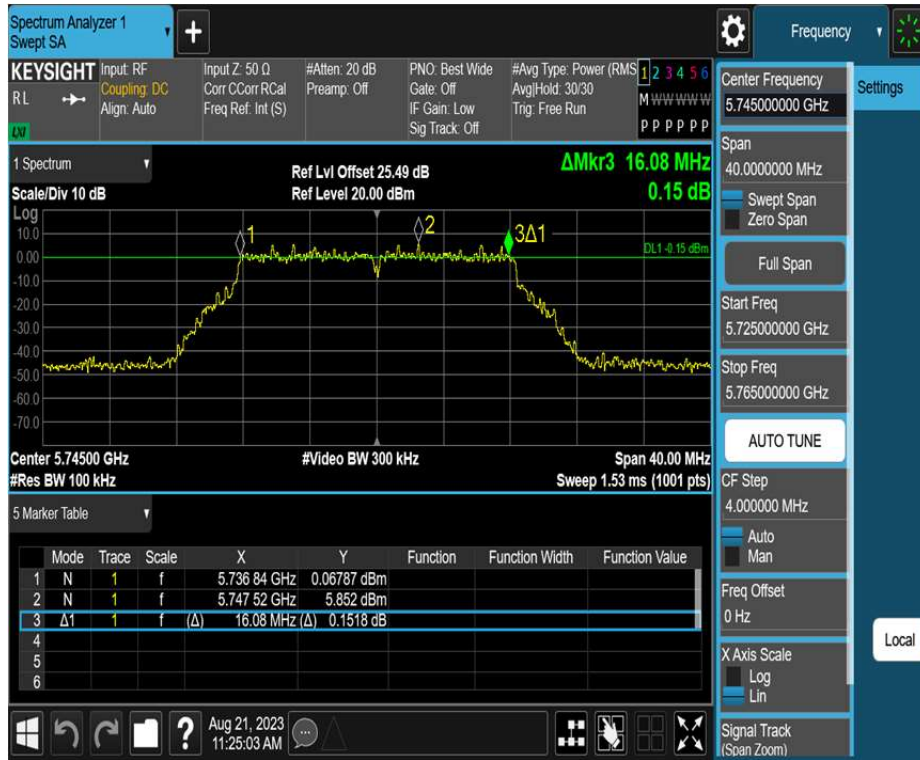 Spectrum Analyzer 1
Swept SA
+
Frequency
KEYSIGHT
RL
LXI
Input: RF
Coupling: DC
Align: Auto
Input Z: 50 Ω
Corr CCorr RCal
Freq Ref: Int (S)
#Atten: 20 dB
Preamp: Off
PNO: Best Wide
Gate: Off
IF Gain: Low
Sig Track: Off
#Avg Type: Power (RMS
Avg|Hold: 30/30
Trig: Free Run
1 2 3 4 5 6
M W W W W W
P P P P P P
1 Spectrum
Scale/Div 10 dB
Ref Lvl Offset 25.49 dB
Ref Level 20.00 dBm
ΔMkr3 16.08 MHz
0.15 dB
Log
10.0
0.00
-10.0
-20.0
-30.0
-40.0
-50.0
-60.0
-70.0
1
2
3Δ1
DL1 -0.15 dBm
Center 5.74500 GHz
#Video BW 300 kHz
Span 40.00 MHz
#Res BW 100 kHz
Sweep 1.53 ms (1001 pts)
5 Marker Table
Mode Trace Scale X Y Function Function Width Function Value
1 N 1 f 5.736 84 GHz 0.06787 dBm
2 N 1 f 5.747 52 GHz 5.852 dBm
3 Δ1 1 f (Δ) 16.08 MHz (Δ) 0.1518 dB
4
5
6
?
Aug 21, 2023
11:25:03 AM
Center Frequency
5.745000000 GHz
Span
40.0000000 MHz
Swept Span
Zero Span
Full Span
Start Freq
5.725000000 GHz
Stop Freq
5.765000000 GHz
AUTO TUNE
CF Step
4.000000 MHz
Auto
Man
Freq Offset
0 Hz
X Axis Scale
Log
Lin
Signal Track
(Span Zoom)
Settings
Local